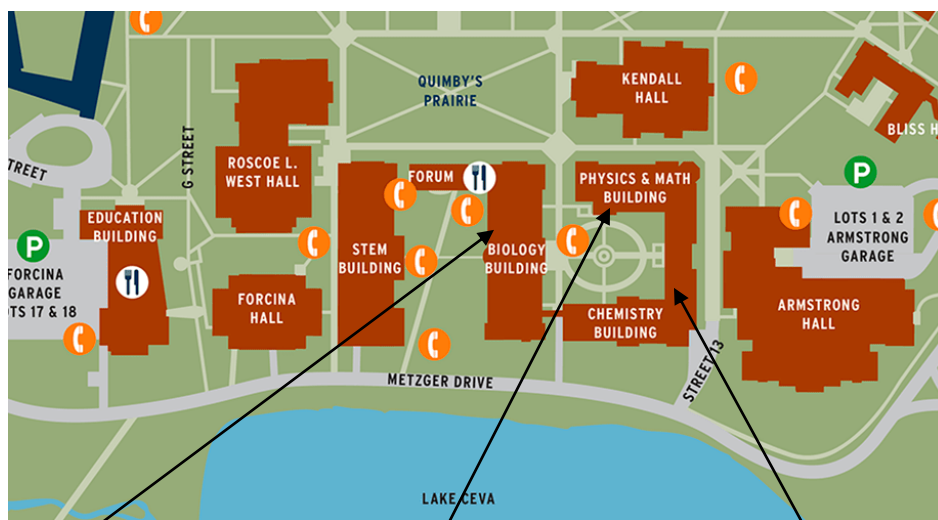 QUIMBY'S
PRAIRIE
KENDALL
HALL
BLISS H
G STREET
STREET
ROSCOE L.
WEST HALL
FORUM
PHYSICS & MATH
BUILDING
P
EDUCATION
BUILDING
P
LOTS 1 & 2
ARMSTRONG
GARAGE
STEM
BUILDING
BIOLOGY
BUILDING
FORCINA
GARAGE
OTS 17 & 18
FORCINA
HALL
CHEMISTRY
BUILDING
ARMSTRONG
HALL
STREET 13
METZGER DRIVE
LAKE CEVA